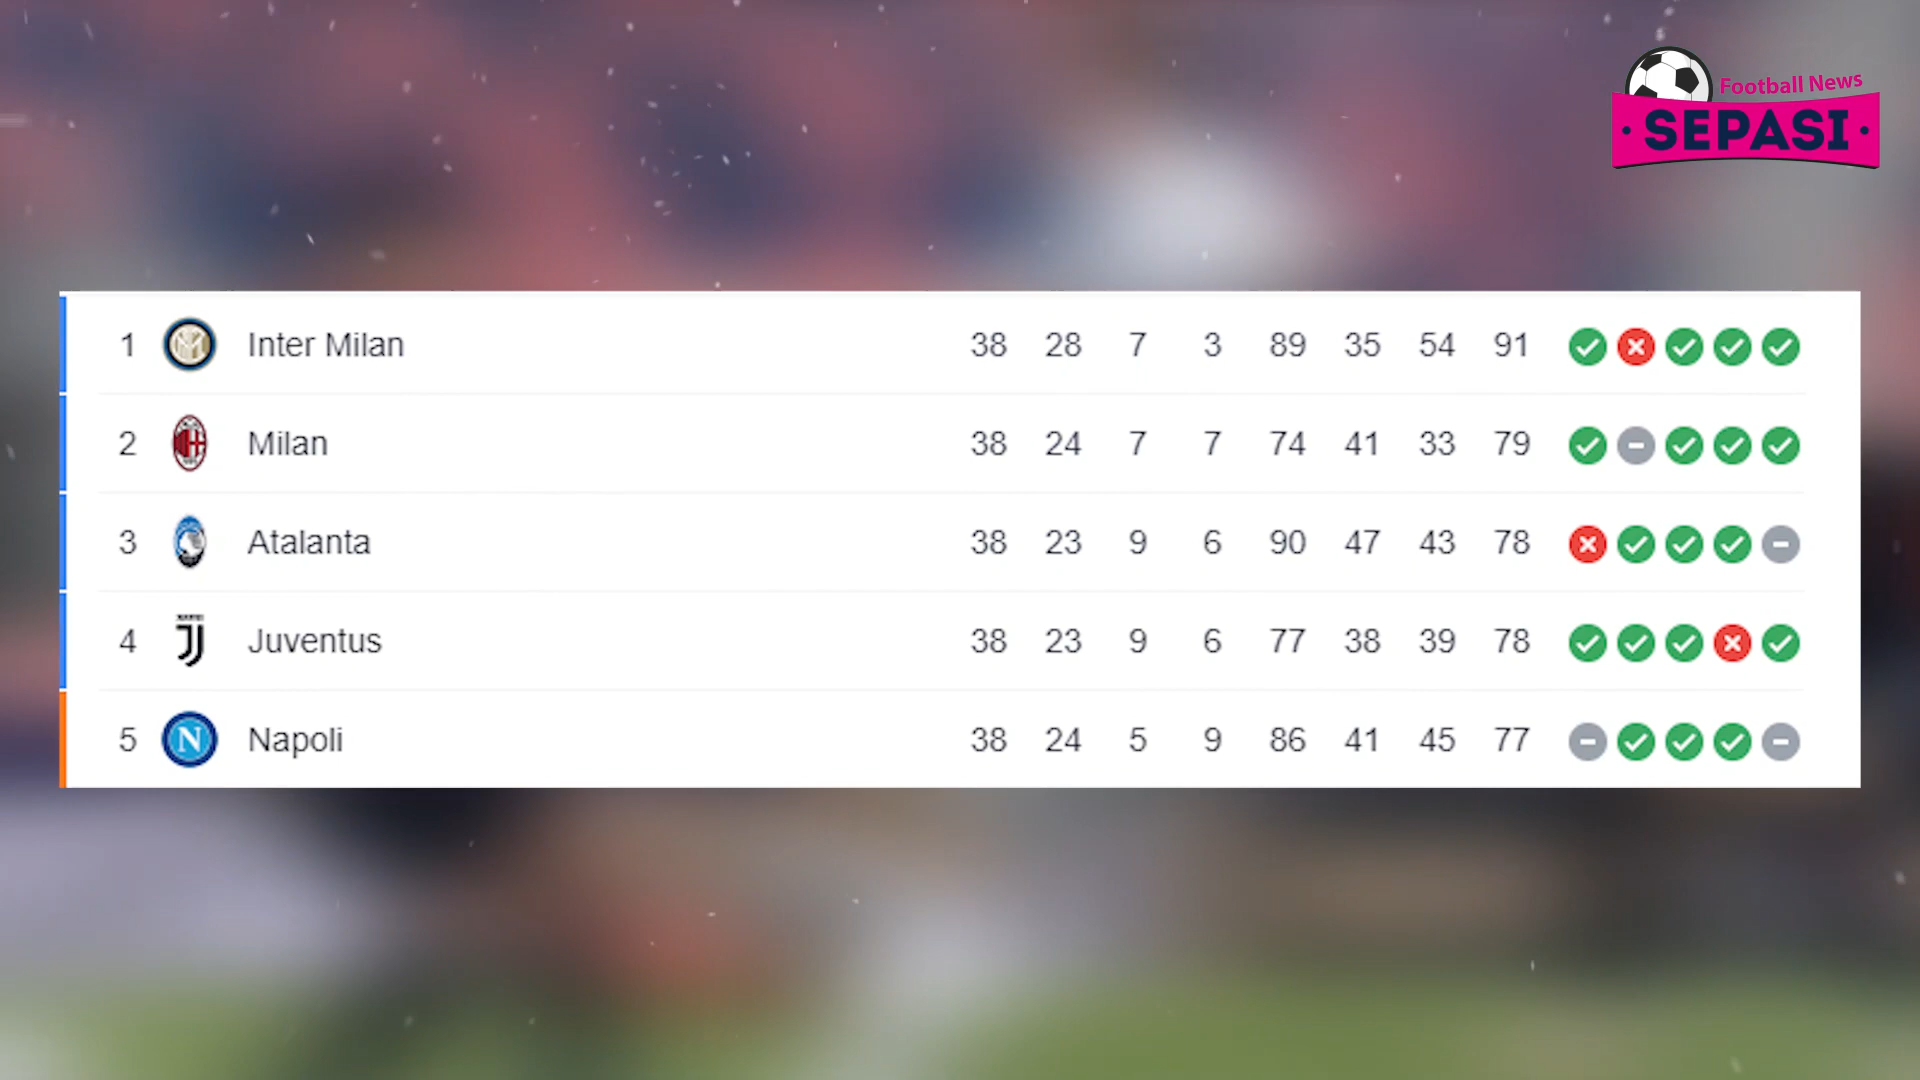 Football News
SEPASI
1 Inter Milan 38 28 7 3 89 35 54 91
2 Milan 38 24 7 7 74 41 33 79
3 Atalanta 38 23 9 6 90 47 43 78
4 Juventus 38 23 9 6 77 38 39 78
5 N Napoli 38 24 5 9 86 41 45 77